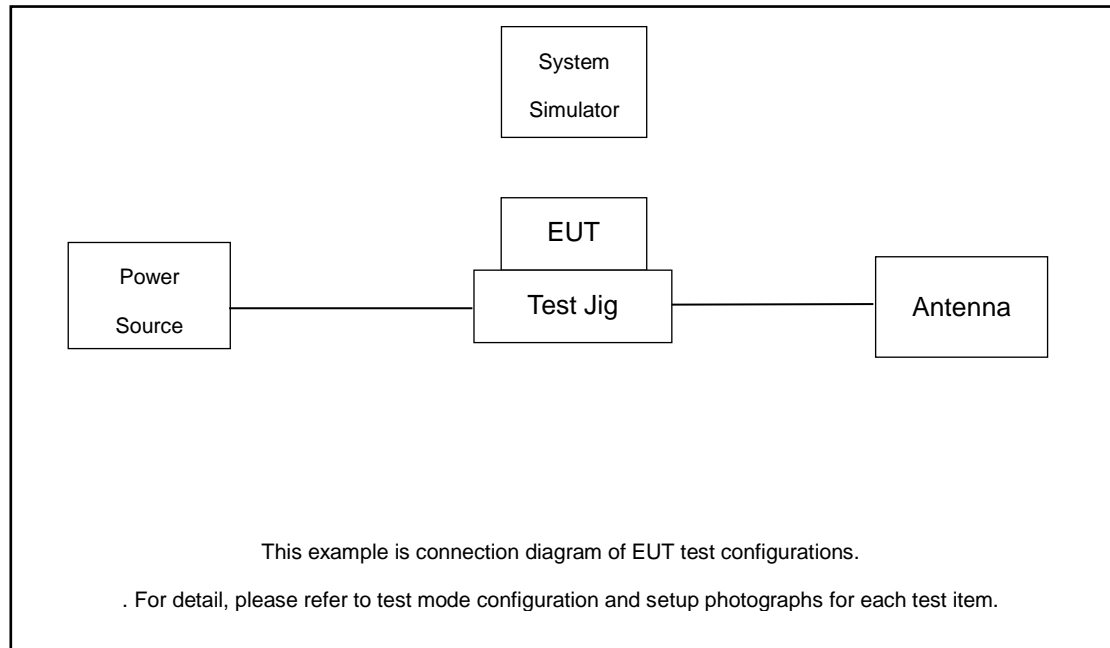 System
Simulator
EUT
Power
Source
Test Jig
Antenna
This example is connection diagram of EUT test configurations.
. For detail, please refer to test mode configuration and setup photographs for each test item.